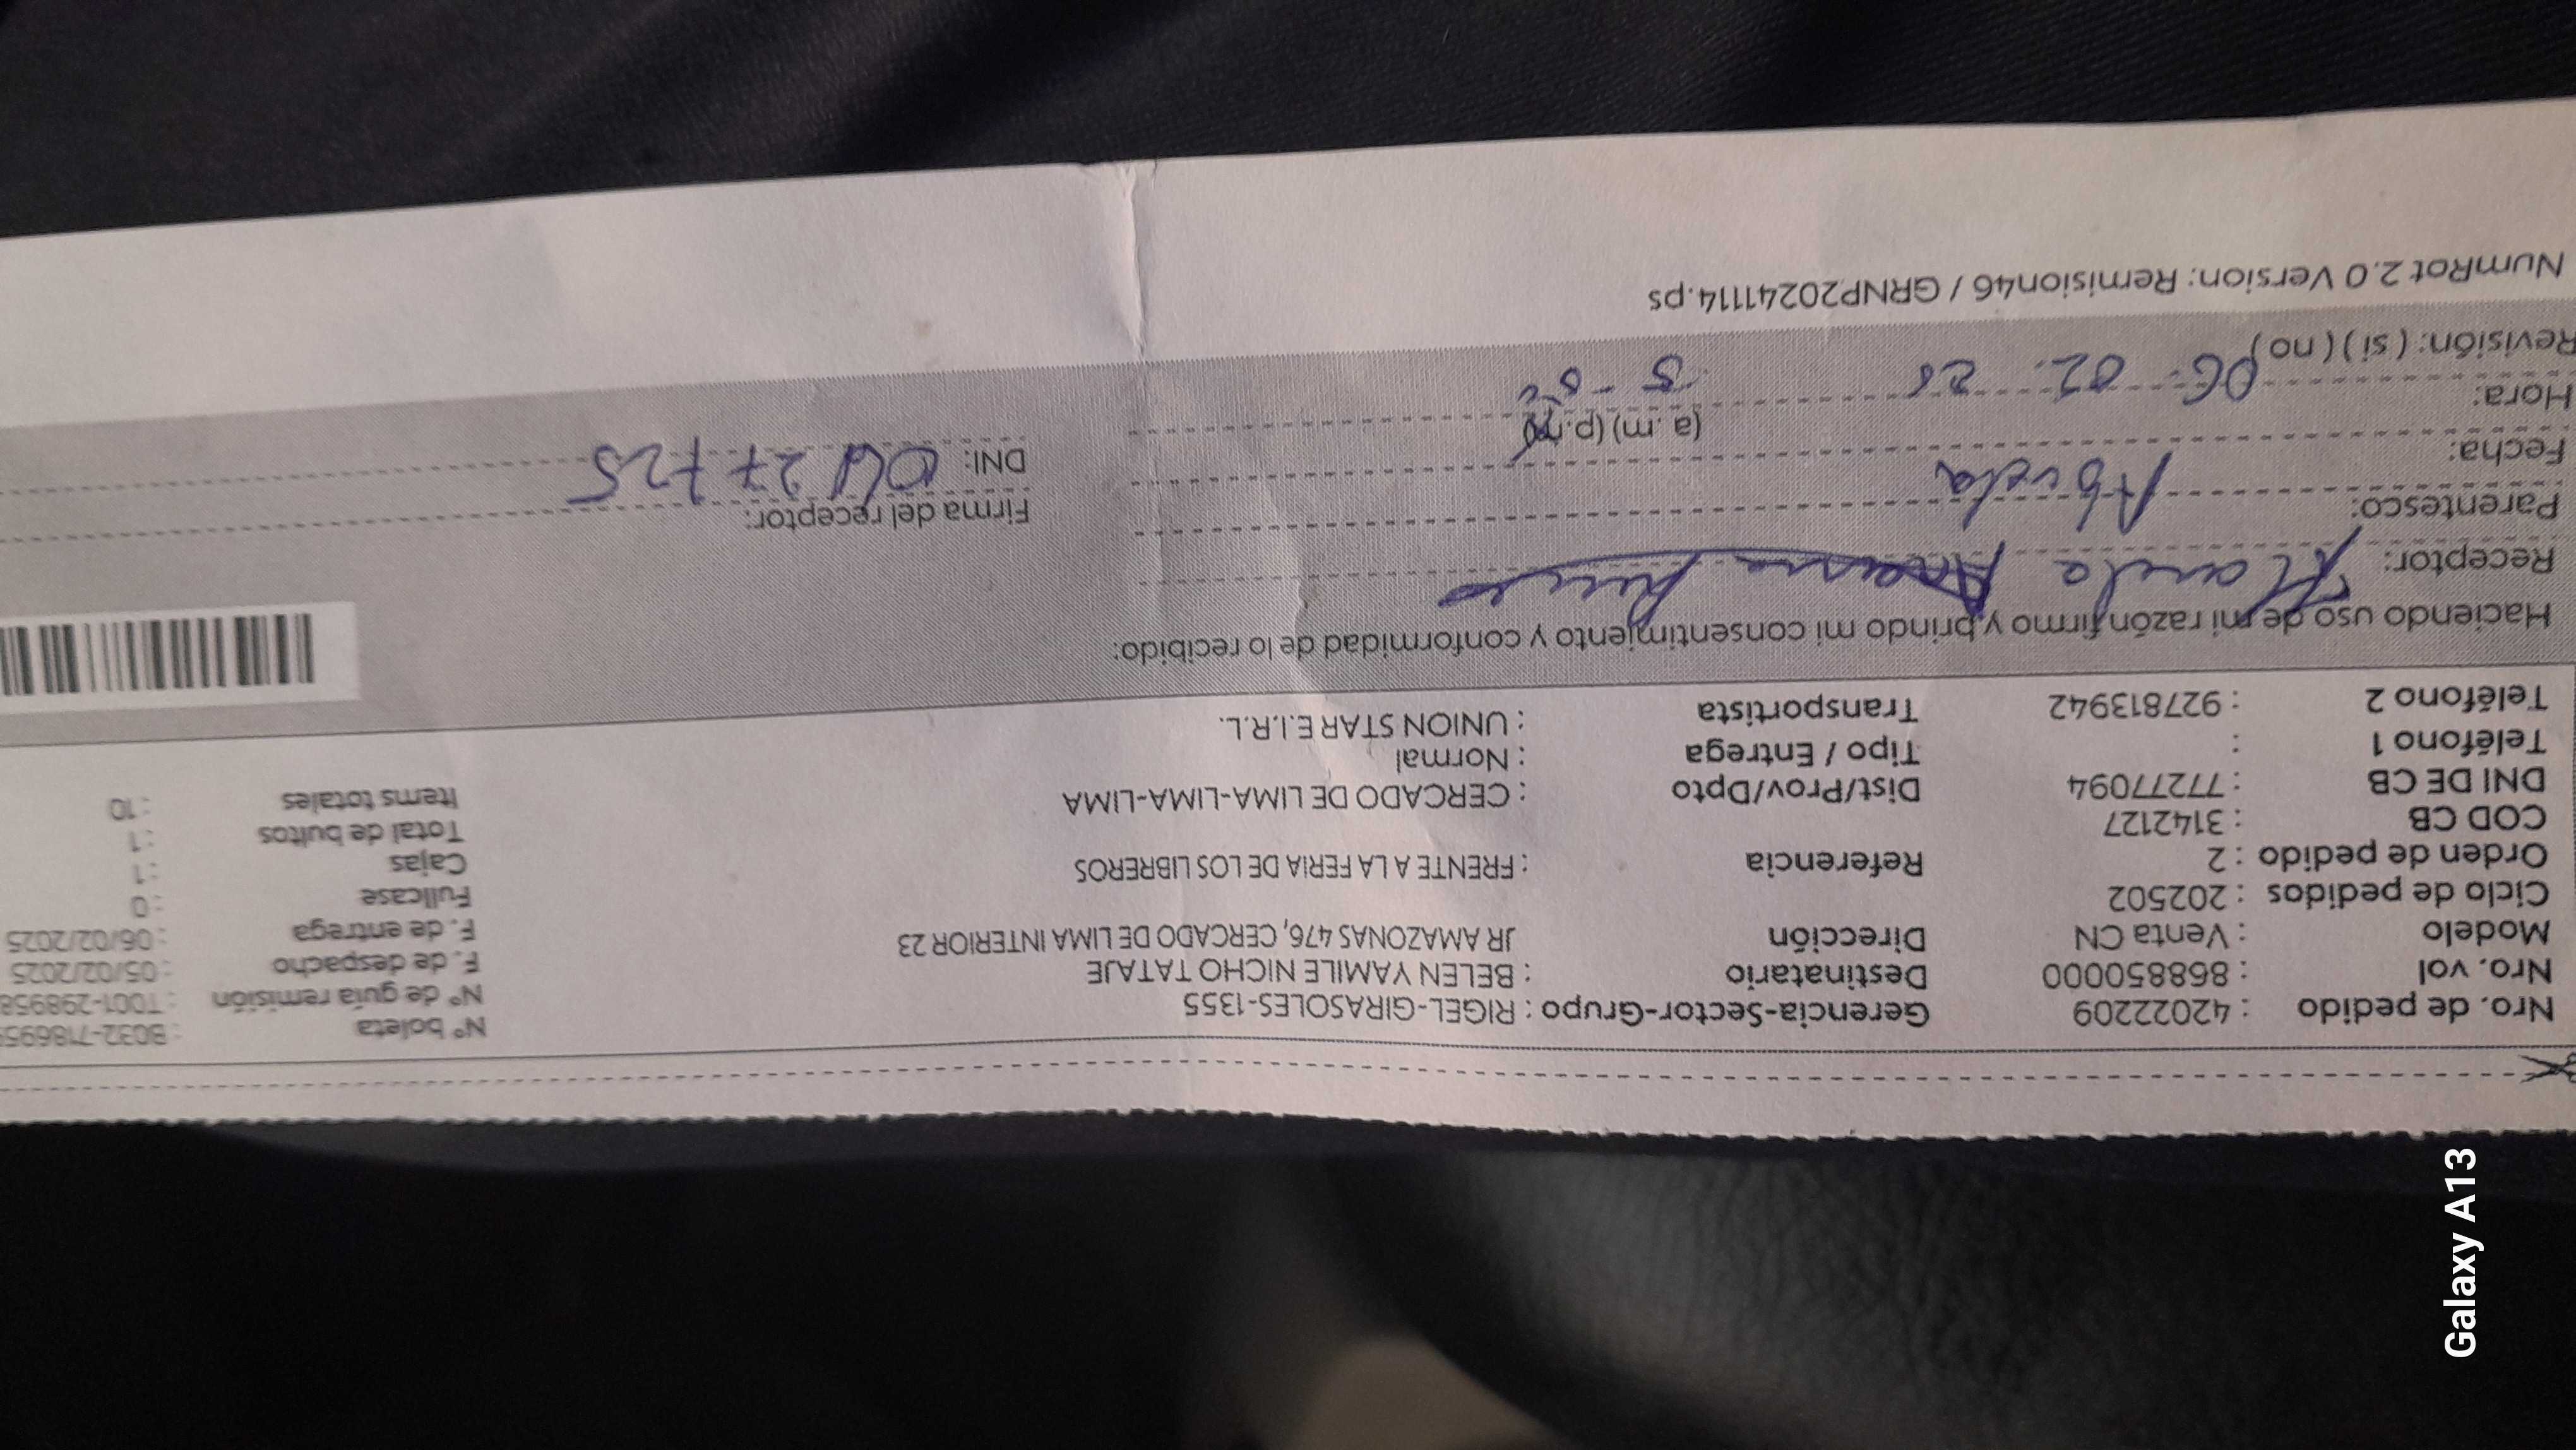 Nro. de pedido : 42022209 Gerencia-Sector-Grupo : RIGEL-GIRASOLES-1355 Nº boleta : B032-718695
Nro. vol : 868850000 Destinatario : BELEN YAMILE NICHO TATAJE Nº de guía remisión : T001-298958
Modelo : Venta CN Dirección JR AMAZONAS 476, CERCADO DE LIMA INTERIOR 23 F. de despacho : 05/02/2025
Ciclo de pedidos : 202502 F. de entrega : 06/02/2025
Orden de pedido : 2 Referencia : FRENTE A LA FERIA DE LOS LIBREROS Fullcase : 0
COD CB : 3142127 Cajas : 1
DNI DE CB : 77277094 Dist/Prov/Dpto : CERCADO DE LIMA-LIMA-LIMA Total de bultos : 1
Teléfono 1 : Tipo / Entrega : Normal Items totales : 10
Teléfono 2 : 927813942 Transportista : UNION STAR E.I.R.L.
Haciendo uso de mi razón firmo y brindo mi consentimiento y conformidad de lo recibido:
Receptor:
Parentesco: Abuela Firma del receptor:
Fecha: DNI:
Hora: 06. 02. 25 (a.m) (p.m)
Revisión: (si) (no)
NumRot 2.0 Version: Remision46 / GRNP20241114.ps
Galaxy A13